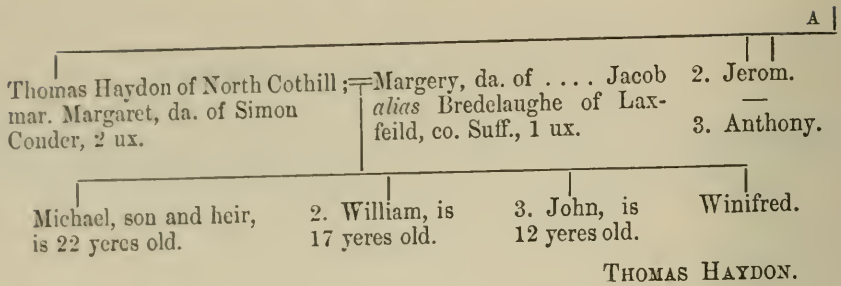 A
Thomas Haydon of North Cothill;
mar. Margaret, da. of Simon
Conder, 2 ux.
Margery, da. of .... Jacob
alias Bredelaughe of Lax-
feild, co. Suff., 1 ux.
2. Jerom.
—
3. Anthony.
Michael, son and heir,
is 22 yeres old.
2. William, is
17 yeres old.
3. John, is
12 yeres old.
Winifred.
THOMAS HAYDON.